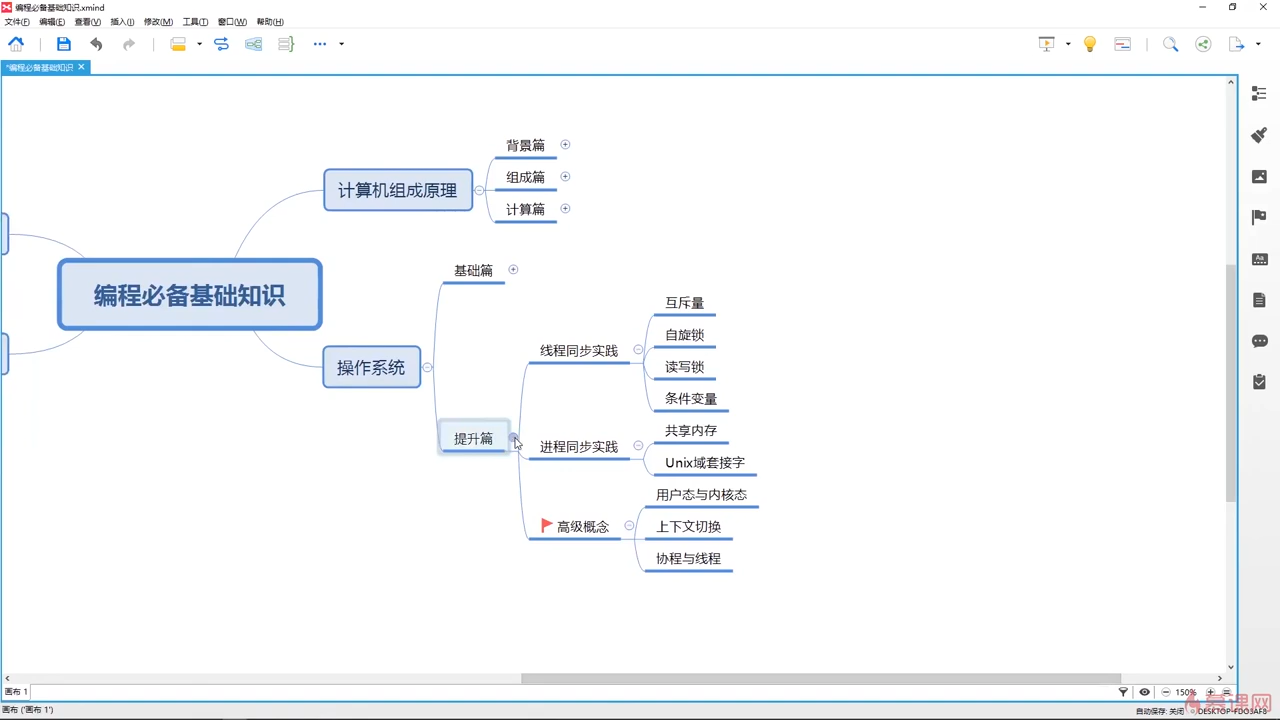 编程必备基础知识.xmind
文件(F) 编辑(E) 查看(V) 插入(I) 修改(M) 工具(T) 窗口(W) 帮助(H)
*编程必备基础知识
背景篇
计算机组成原理
组成篇
计算篇
基础篇
编程必备基础知识
互斥量
自旋锁
线程同步实践
读写锁
操作系统
条件变量
共享内存
提升篇
进程同步实践
Unix域套接字
用户态与内核态
高级概念
上下文切换
协程与线程
画布 1
150%
慕课网
画布 ('画布 1')
自动保存: 关闭
DESKTOP-FDO3AF8